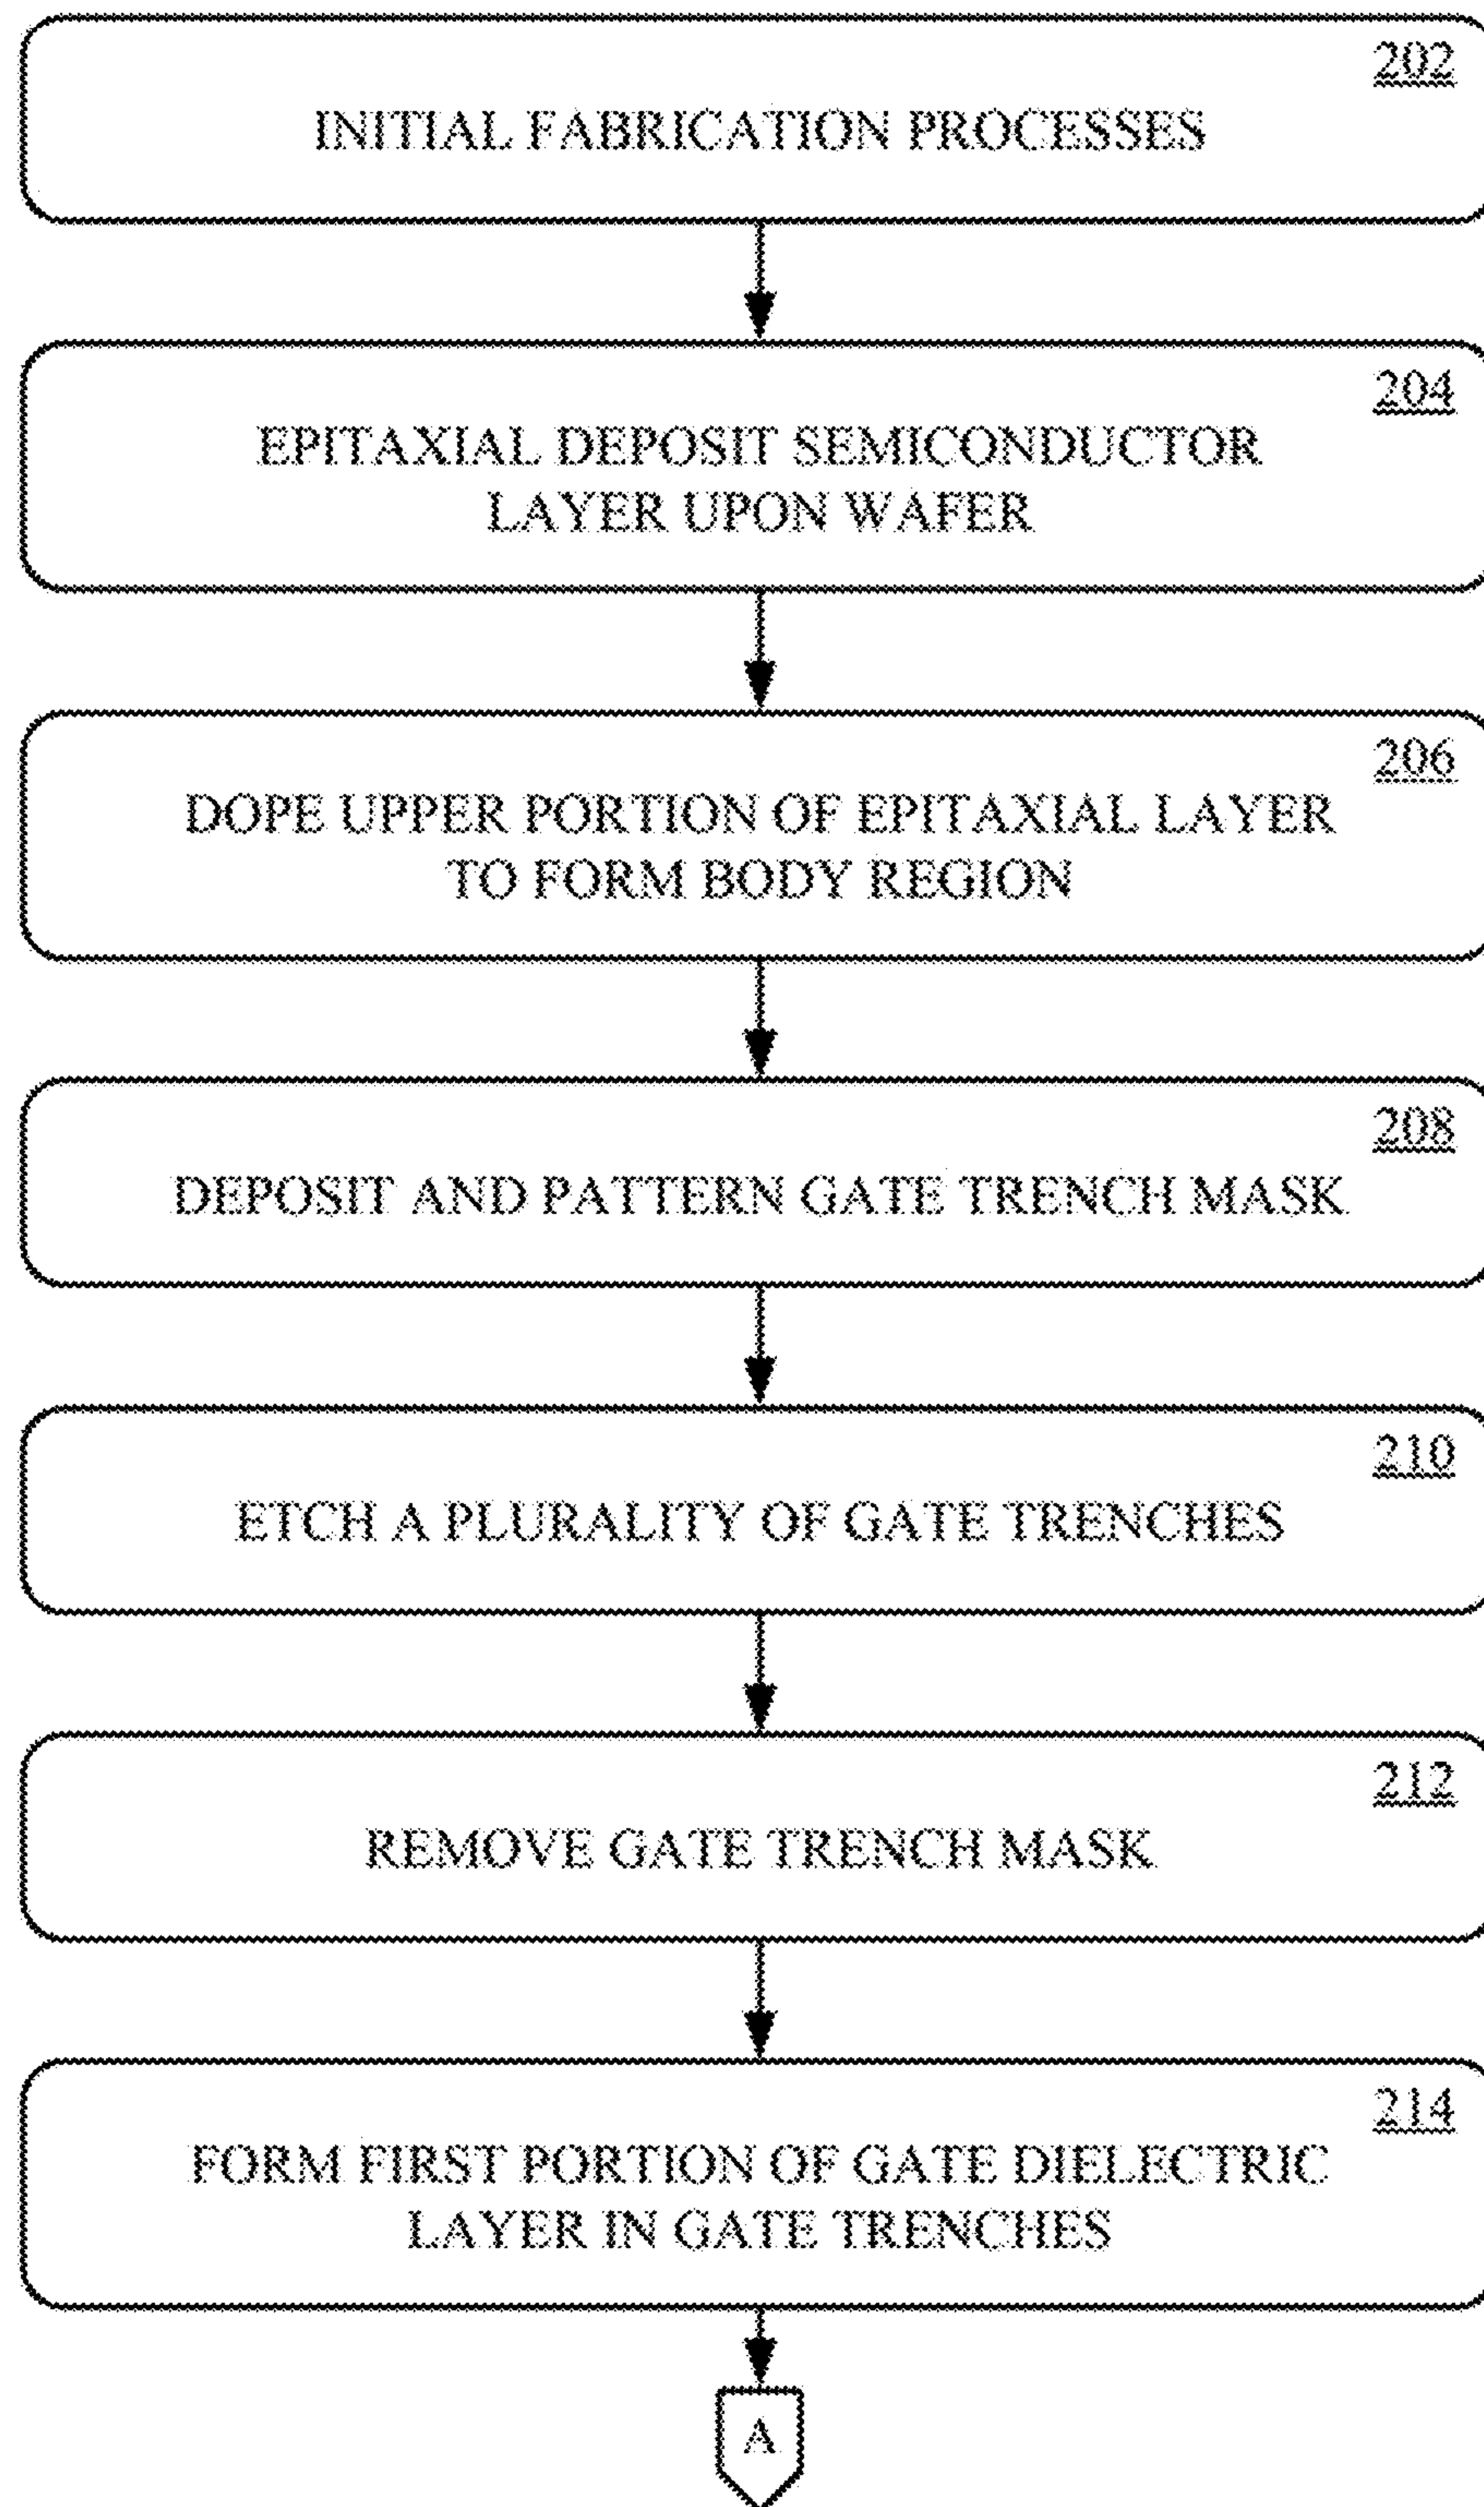 202
INITIAL FABRICATION PROCESSES
204
EPITAXIAL DEPOSIT SEMICONDUCTOR
LAYER UPON WAFER
206
DOPE UPPER PORTION OF EPITAXIAL LAYER
TO FORM BODY REGION
208
DEPOSIT AND PATTERN GATE TRENCH MASK
210
ETCH A PLURALITY OF GATE TRENCHES
212
REMOVE GATE TRENCH MASK
214
FORM FIRST PORTION OF GATE DIELECTRIC
LAYER IN GATE TRENCHES
A